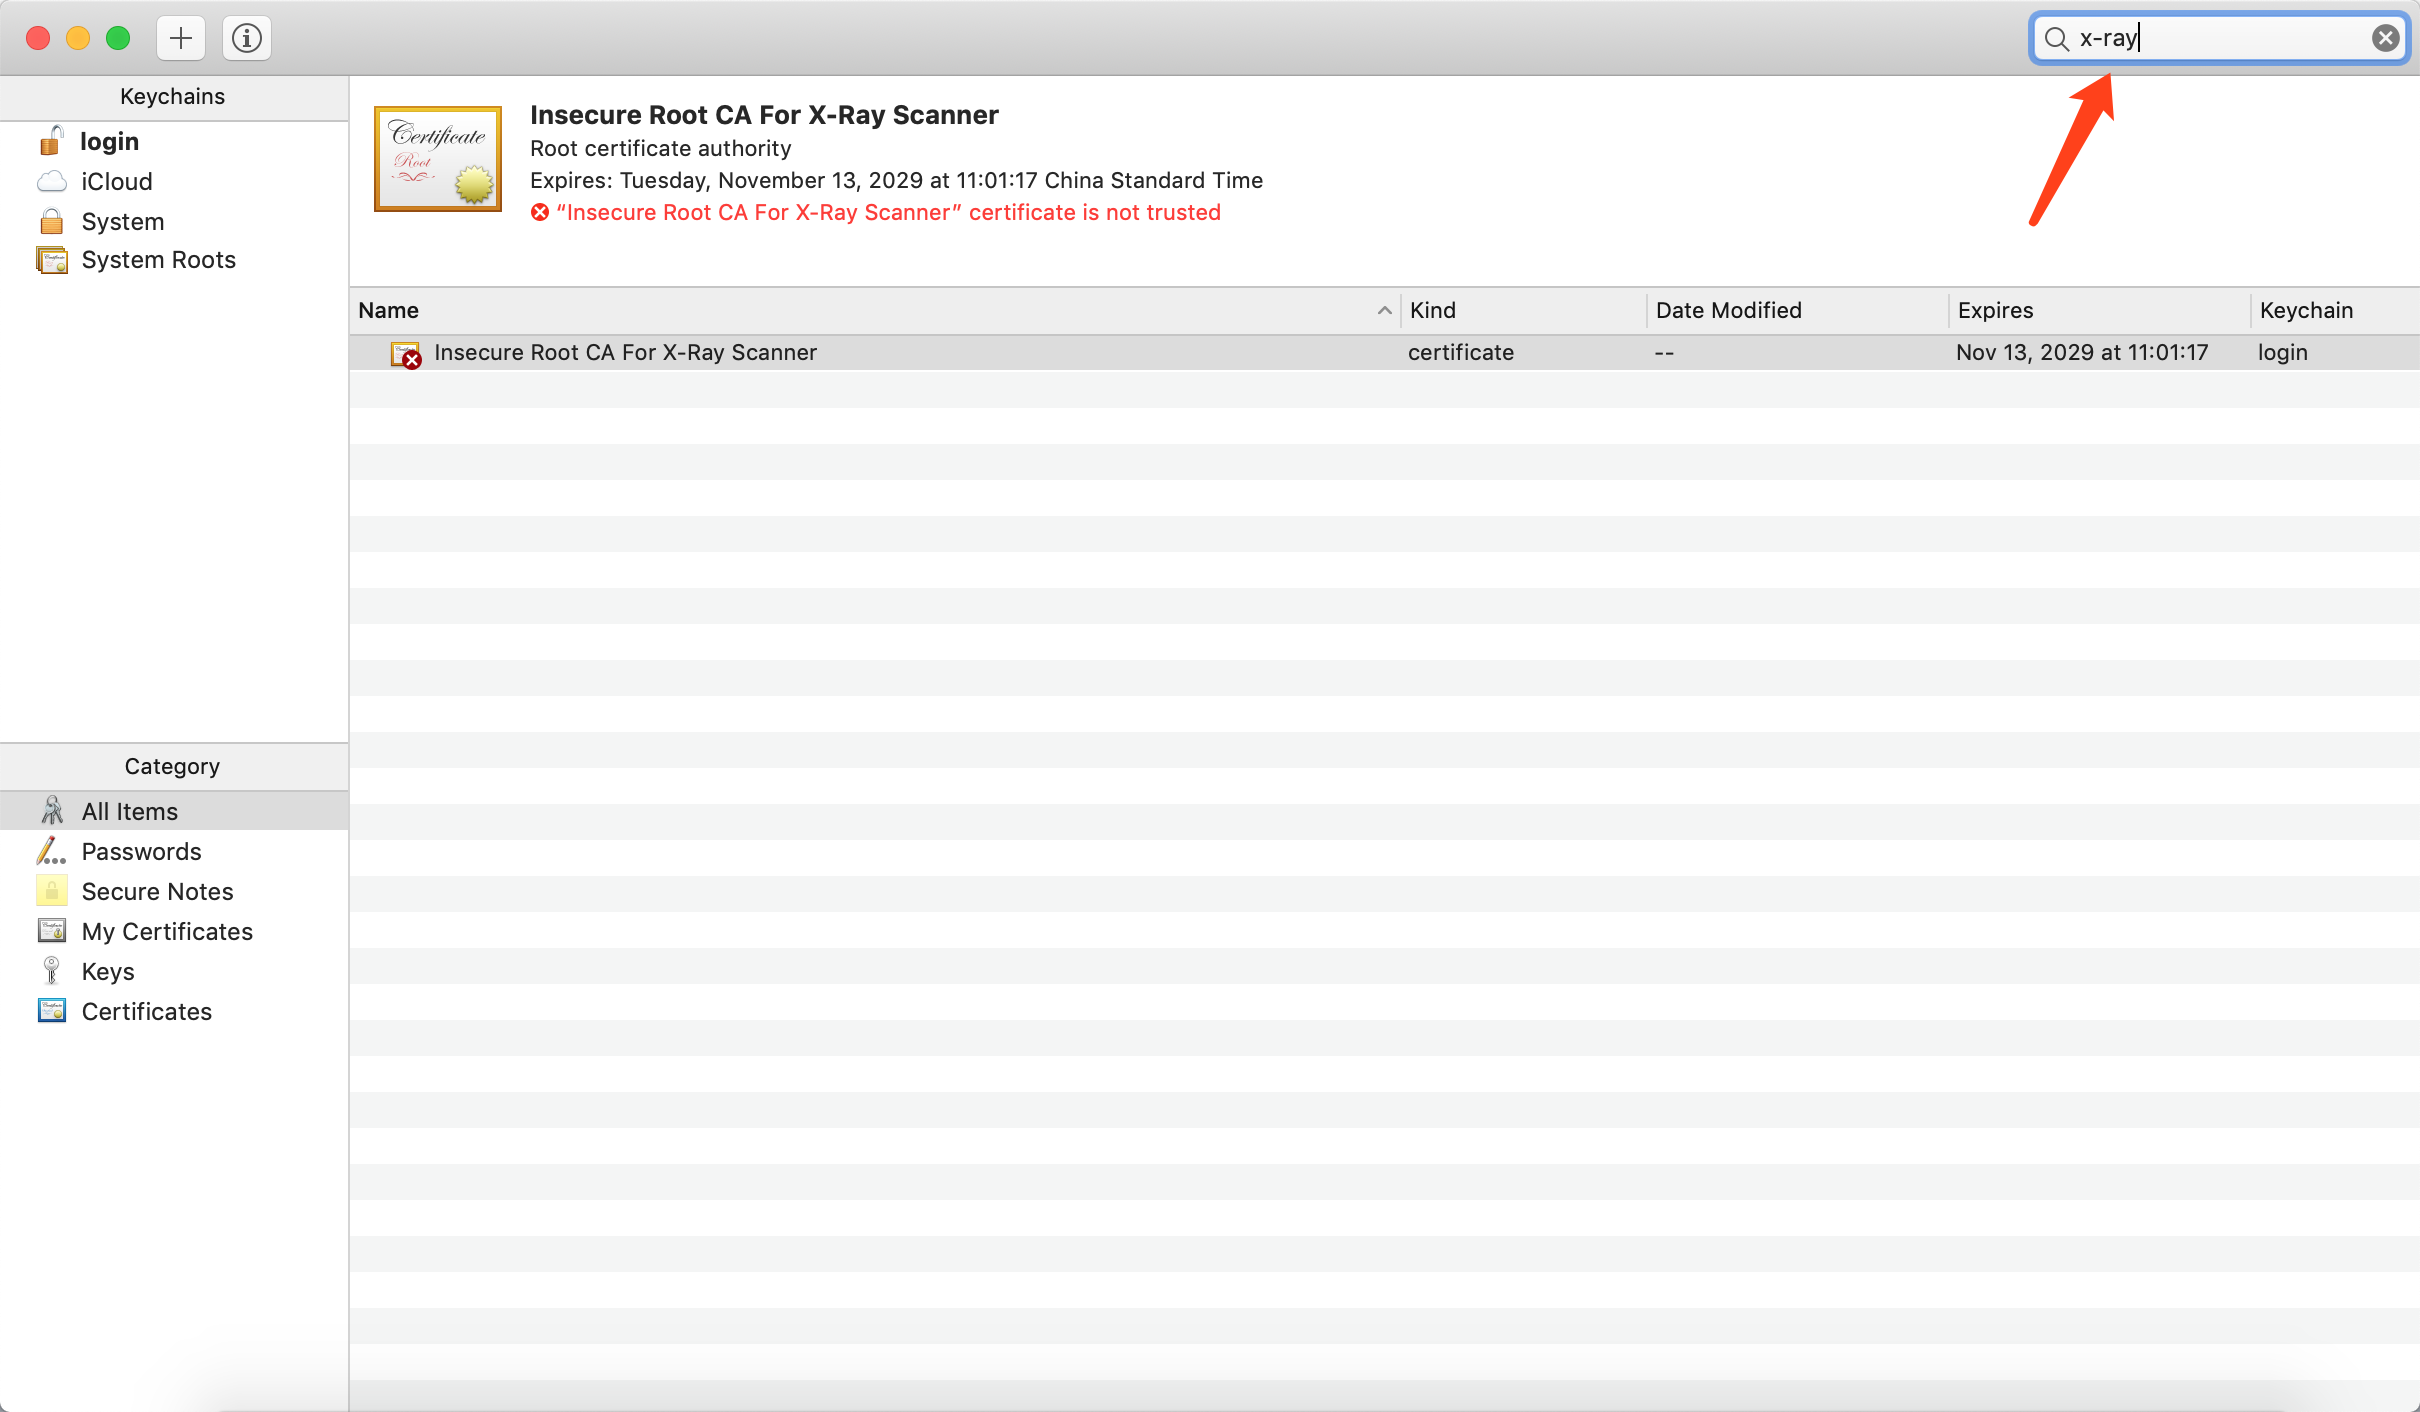 x-ray
Keychains
login
iCloud
System
System Roots
Certificate
Root
Insecure Root CA For X-Ray Scanner
Root certificate authority
Expires: Tuesday, November 13, 2029 at 11:01:17 China Standard Time
“Insecure Root CA For X-Ray Scanner” certificate is not trusted
Name Kind Date Modified Expires Keychain
Insecure Root CA For X-Ray Scanner certificate -- Nov 13, 2029 at 11:01:17 login
Category
All Items
Passwords
Secure Notes
My Certificates
Keys
Certificates